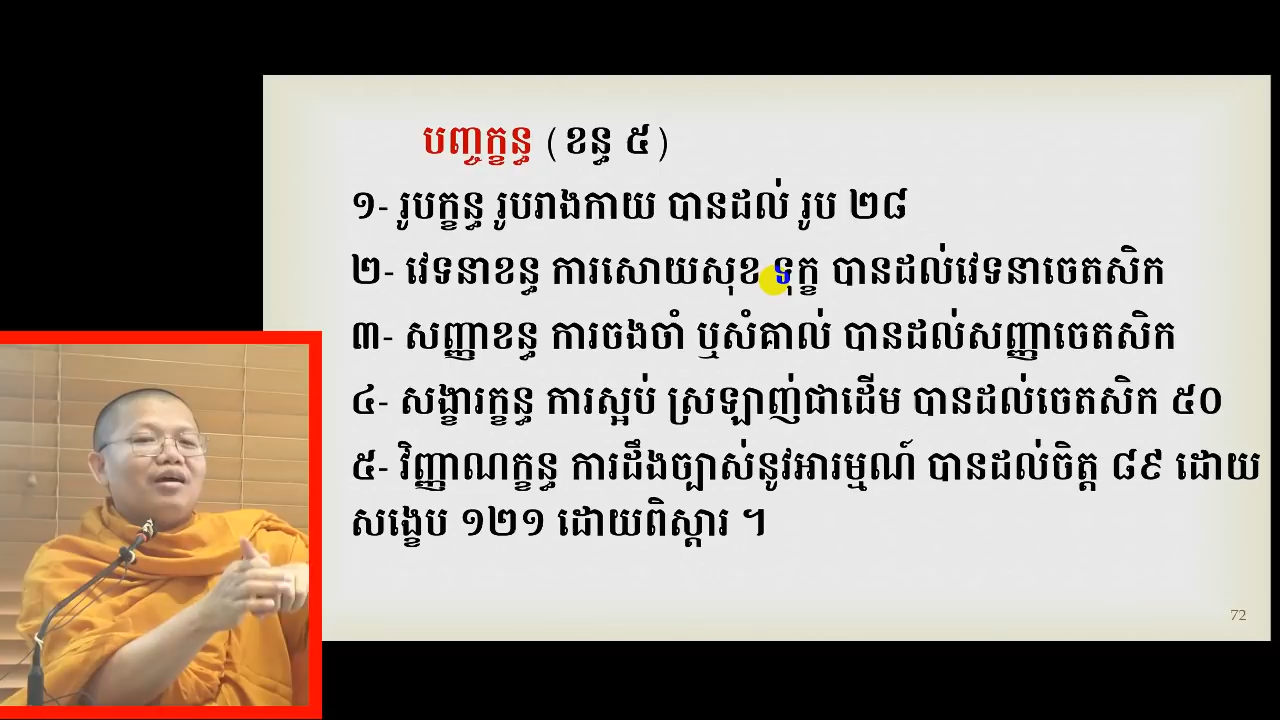 បញ្ចក្ខន្ធ (ខន្ធ ៥)
១- រូបក្ខន្ធ រូបរាងកាយ បានដល់ រូប ២៨
២- វេទនាខន្ធ ការសោយសុខ ទុក្ខ បានដល់វេទនាចេតសិក
៣- សញ្ញាខន្ធ ការចងចាំ ឬសំគាល់ បានដល់សញ្ញាចេតសិក
៤- សង្ខារក្ខន្ធ ការស្អប់ ស្រឡាញ់ជាដើម បានដល់ចេតសិក ៥០
៥- វិញ្ញាណក្ខន្ធ ការដឹងច្បាស់នូវអារម្មណ៍ បានដល់ចិត្ត ៨៩ ដោយ
សង្ខេប ១២១ ដោយពិស្តារ ។
72